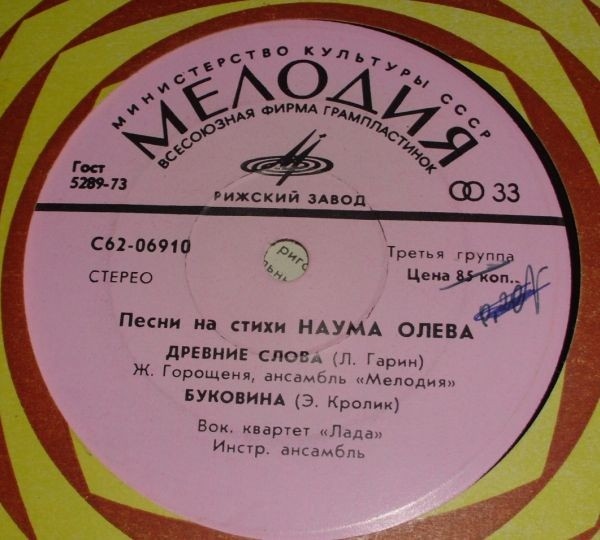 МИНИСТЕРСТВО КУЛЬТУРЫ СССР
МЕЛОДИЯ
ВСЕСОЮЗНАЯ ФИРМА ГРАМПЛАСТИНОК
Гост
5289-73
РИЖСКИЙ ЗАВОД
33
С62-06910
Третья группа
СТЕРЕО
Цена 85 коп..
Песни на стихи НАУМА ОЛЕВА
ДРЕВНИЕ СЛОВА (Л. Гарин)
Ж. Горощеня, ансамбль «Мелодия»
БУКОВИНА (Э. Кролик)
Вок. квартет «Лада»
Инстр. ансамбль